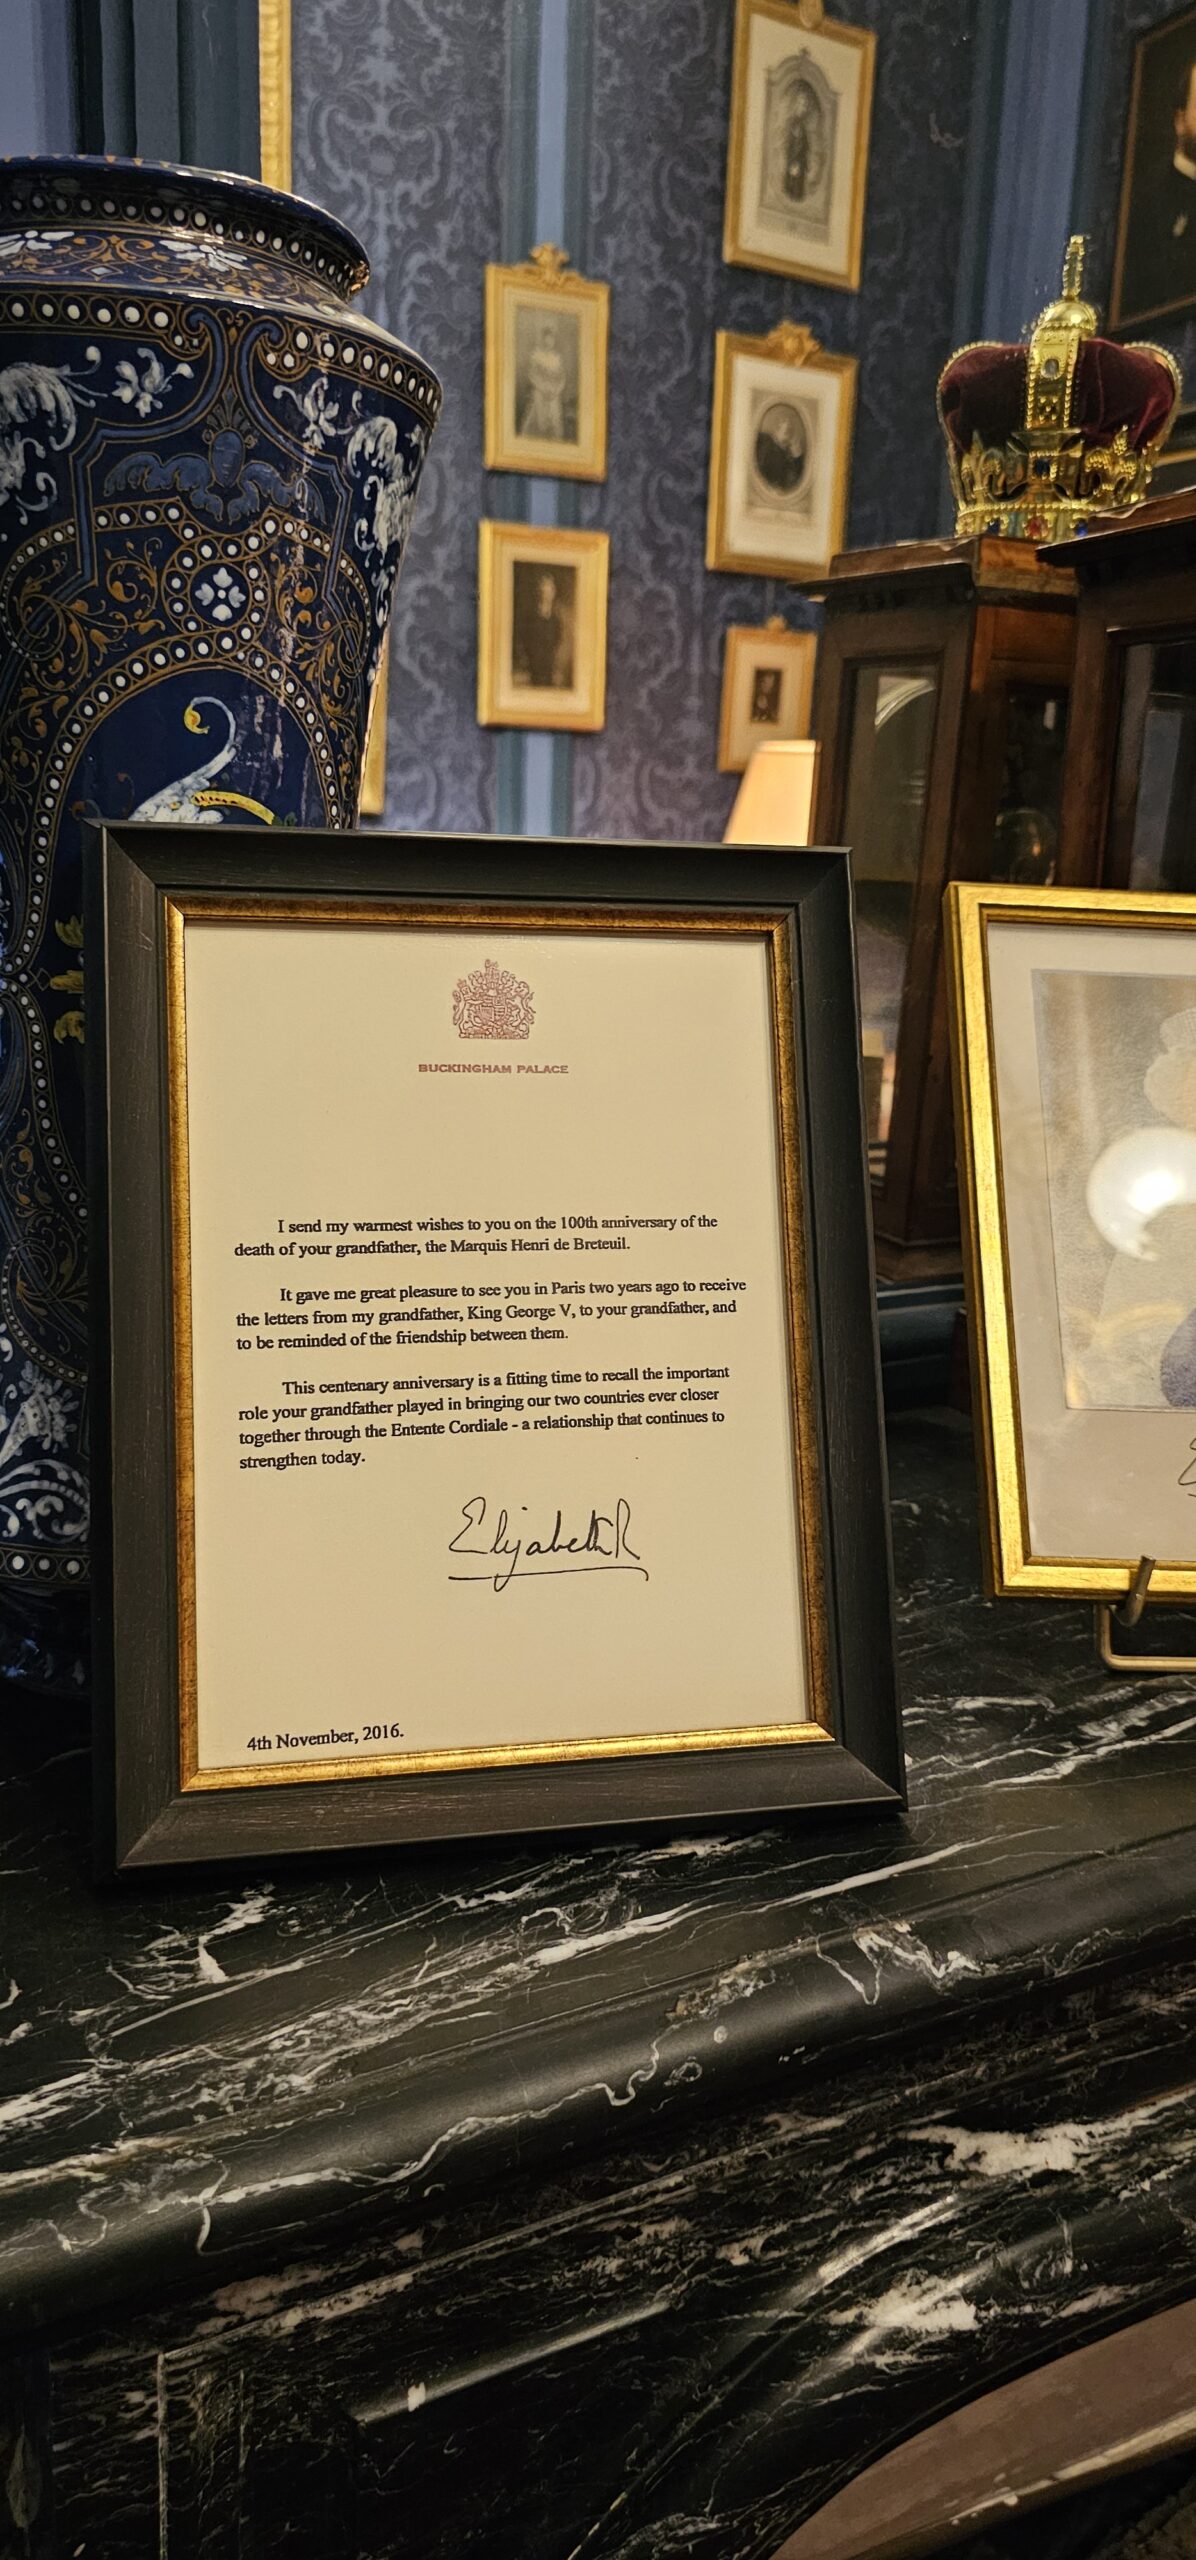 BUCKINGHAM PALACE
I send my warmest wishes to you on the 100th anniversary of the
death of your grandfather, the Marquis Henri de Breteuil.
It gave me great pleasure to see you in Paris two years ago to receive
the letters from my grandfather, King George V, to your grandfather, and
to be reminded of the friendship between them.
This centenary anniversary is a fitting time to recall the important
role your grandfather played in bringing our two countries ever closer
together through the Entente Cordiale - a relationship that continues to
strengthen today.
Elizabeth R
4th November, 2016.